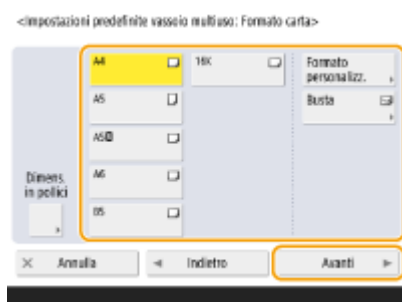 <Impostazioni predefinite vassoio multiuso: Formato carta>
A4
16K
Formato
personalizz.
A5
Busta
A5R
A6
Dimens.
in pollici
B5
Annulla
Indietro
Avanti